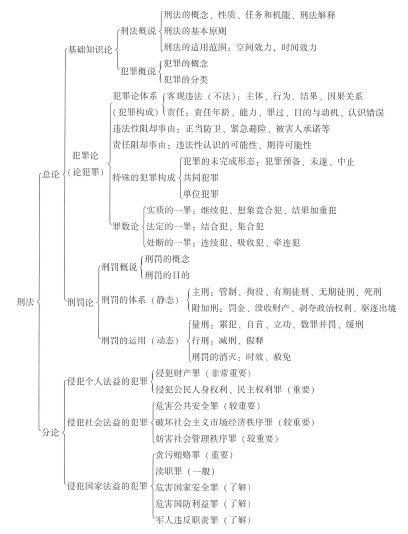 刑法的概念、性质、任务和机能、刑法解释
刑法概说
刑法的基本原则
刑法的适用范围：空间效力，时间效力
基础知识论
犯罪的概念
犯罪概说
犯罪的分类
犯罪论体系
客观违法（不法）：主体、行为、结果、因果关系
（犯罪构成）
责任：责任年龄、能力、罪过、目的与动机、认识错误
违法性阻却事由：正当防卫、紧急避险、被害人承诺等
犯罪论
（论犯罪）
责任阻却事由：违法性认识的可能性、期待可能性
总论
犯罪的未完成形态：犯罪预备、未遂、中止
特殊的犯罪构成
共同犯罪
单位犯罪
实质的一罪：继续犯、想象竞合犯、结果加重犯
罪数论
法定的一罪：结合犯、集合犯
处断的一罪：连续犯、吸收犯、牵连犯
刑罚的概念
刑罚概说
刑罚的目的
刑法
刑罚论
主刑：管制、拘役、有期徒刑、无期徒刑、死刑
刑罚的体系（静态）
附加刑：罚金、没收财产、剥夺政治权利、驱逐出境
量刑：累犯、自首、立功、数罪并罚、缓刑
刑罚的运用（动态）
行刑：减刑、假释
刑罚的消灭：时效、赦免
侵犯财产罪（非常重要）
侵犯个人法益的犯罪
侵犯公民人身权利、民主权利罪（重要）
危害公共安全罪（较重要）
分论
侵犯社会法益的犯罪
破坏社会主义市场经济秩序罪（较重要）
妨害社会管理秩序罪（较重要）
贪污贿赂罪（重要）
渎职罪（一般）
侵犯国家法益的犯罪
危害国家安全罪（了解）
危害国防利益罪（了解）
军人违反职责罪（了解）